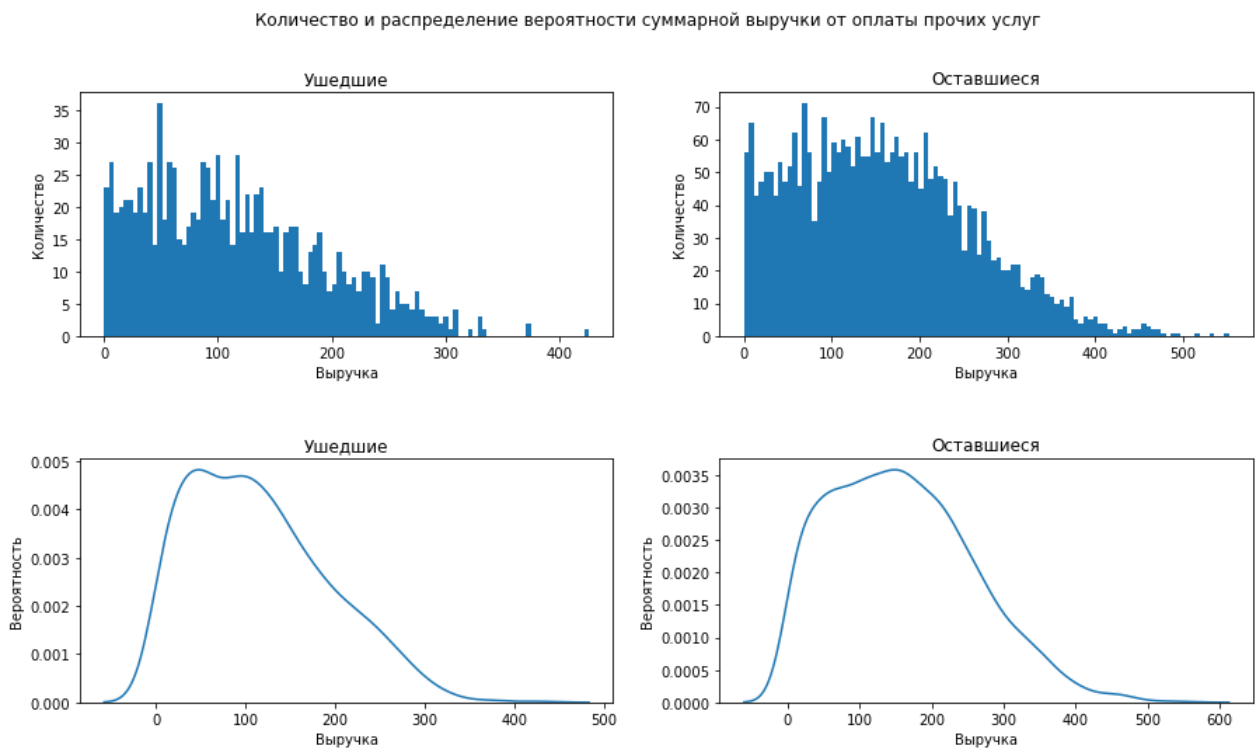 Количество и распределение вероятности суммарной выручки от оплаты прочих услуг
Ушедшие
Количество
35
30
25
20
15
10
5
0
0 100 200 300 400
Выручка
Оставшиеся
Количество
70
60
50
40
30
20
10
0
0 100 200 300 400 500
Выручка
Ушедшие
Вероятность
0.005
0.004
0.003
0.002
0.001
0.000
0 100 200 300 400 500
Выручка
Оставшиеся
Вероятность
0.0035
0.0030
0.0025
0.0020
0.0015
0.0010
0.0005
0.0000
0 100 200 300 400 500 600
Выручка